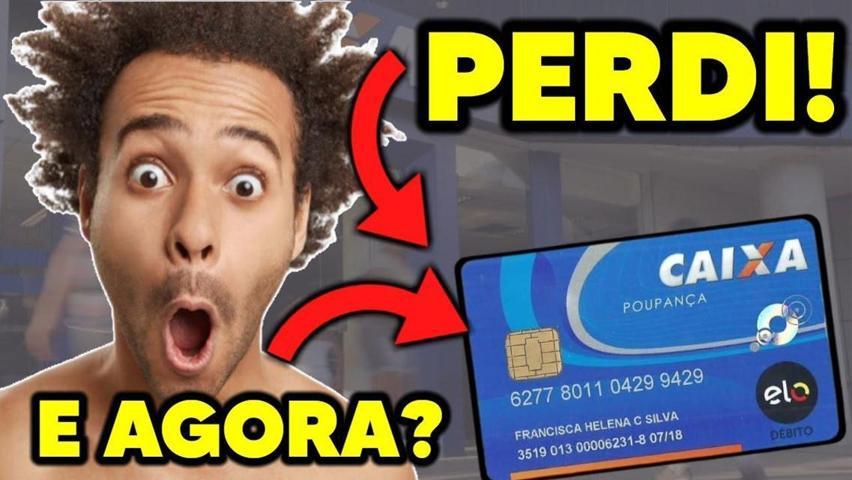 PERDI!
CAIXA
POUPANÇA
6277 8011 0429 9429
elo
DÉBITO
FRANCISCA HELENA C SILVA
3519 013 00006231-8 07/18
E AGORA?